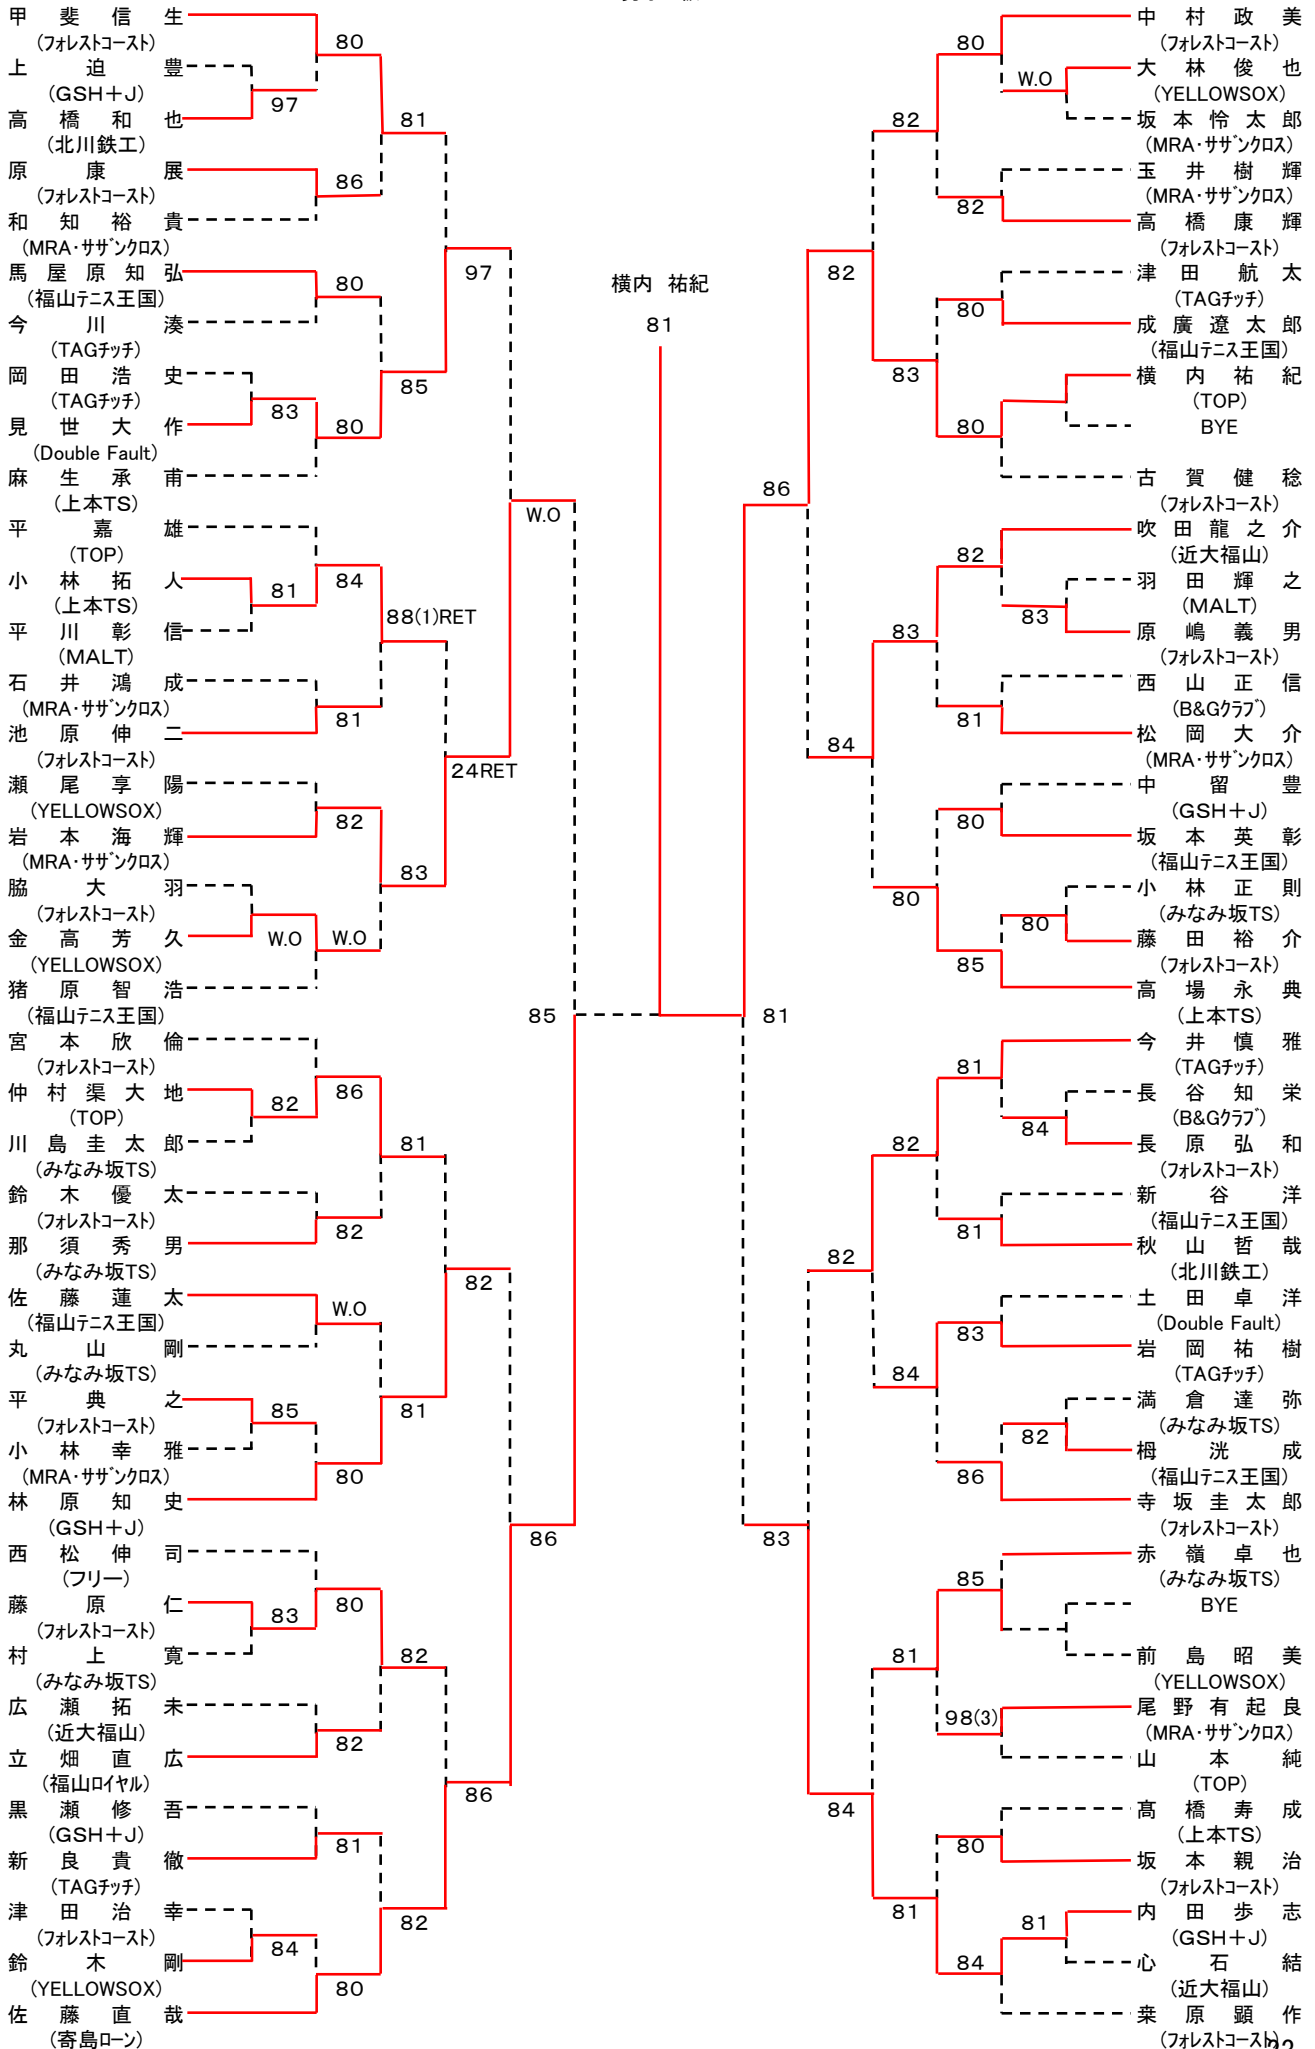 甲斐信生
(フォレストコースト)
上迫豊
(GSH+J)
高橋和也
(北川鉄工)
原康展
(フォレストコースト)
和知裕貴
(MRA・サザンクロス)
馬屋原知弘
(福山テニス王国)
今川湊
(TAGチッチ)
岡田浩史
(TAGチッチ)
見世大作
(Double Fault)
麻生承甫
(上本TS)
平嘉雄
(TOP)
小林拓人
(上本TS)
平川彰信
(MALT)
石井鴻成
(MRA・サザンクロス)
池原伸二
(フォレストコースト)
瀬尾享陽
(YELLOWSOX)
岩本海輝
(MRA・サザンクロス)
脇大羽
(フォレストコースト)
金高芳久
(YELLOWSOX)
猪原智浩
(福山テニス王国)
宮本欣倫
(フォレストコースト)
仲村渠大地
(TOP)
川島圭太郎
(みなみ坂TS)
鈴木優太
(フォレストコースト)
那須秀男
(みなみ坂TS)
佐藤蓮太
(福山テニス王国)
丸山剛
(みなみ坂TS)
平典之
(フォレストコースト)
小林幸雅
(MRA・サザンクロス)
林原知史
(GSH+J)
西松伸司
(フリー)
藤原仁
(フォレストコースト)
村上寛
(みなみ坂TS)
広瀬拓未
(近大福山)
立畑直広
(福山ロイヤル)
黒瀬修吾
(GSH+J)
新良貴徹
(TAGチッチ)
津田治幸
(フォレストコースト)
鈴木剛
(YELLOWSOX)
佐藤直哉
(寄島ローン)
97
83
81
W.O
82
85
83
84
80
86
80
80
84
81
82
W.O
86
82
W.O
80
80
82
81
80
81
85
88(1)RET
83
81
81
82
82
97
24RET
82
86
W.O
86
85
横内 祐紀
81
81
86
83
82
84
82
84
82
83
83
80
82
84
81
81
80
82
80
80
82
81
80
85
81
81
83
86
85
98(3)
80
84
W.O
83
80
84
82
81
中村政美
(フォレストコースト)
大林俊也
(YELLOWSOX)
坂本怜太郎
(MRA・サザンクロス)
玉井樹輝
(MRA・サザンクロス)
高橋康輝
(フォレストコースト)
津田航太
(TAGチッチ)
成廣遼太郎
(福山テニス王国)
横内祐紀
(TOP)
BYE
古賀健稔
(フォレストコースト)
吹田龍之介
(近大福山)
羽田輝之
(MALT)
原嶋義男
(フォレストコースト)
西山正信
(B&Gクラブ)
松岡大介
(MRA・サザンクロス)
中留豊
(GSH+J)
坂本英彰
(福山テニス王国)
小林正則
(みなみ坂TS)
藤田裕介
(フォレストコースト)
高場永典
(上本TS)
今井慎雅
(TAGチッチ)
長谷知栄
(B&Gクラブ)
長原弘和
(フォレストコースト)
新谷洋
(福山テニス王国)
秋山哲哉
(北川鉄工)
土田卓洋
(Double Fault)
岩岡祐樹
(TAGチッチ)
満倉達弥
(みなみ坂TS)
栂洸成
(福山テニス王国)
寺坂圭太郎
(フォレストコースト)
赤嶺卓也
(みなみ坂TS)
BYE
前島昭美
(YELLOWSOX)
尾野有起良
(MRA・サザンクロス)
山本純
(TOP)
髙橋寿成
(上本TS)
坂本親治
(フォレストコースト)
内田歩志
(GSH+J)
心石結
(近大福山)
桒原顕作
(フォレストコースト)